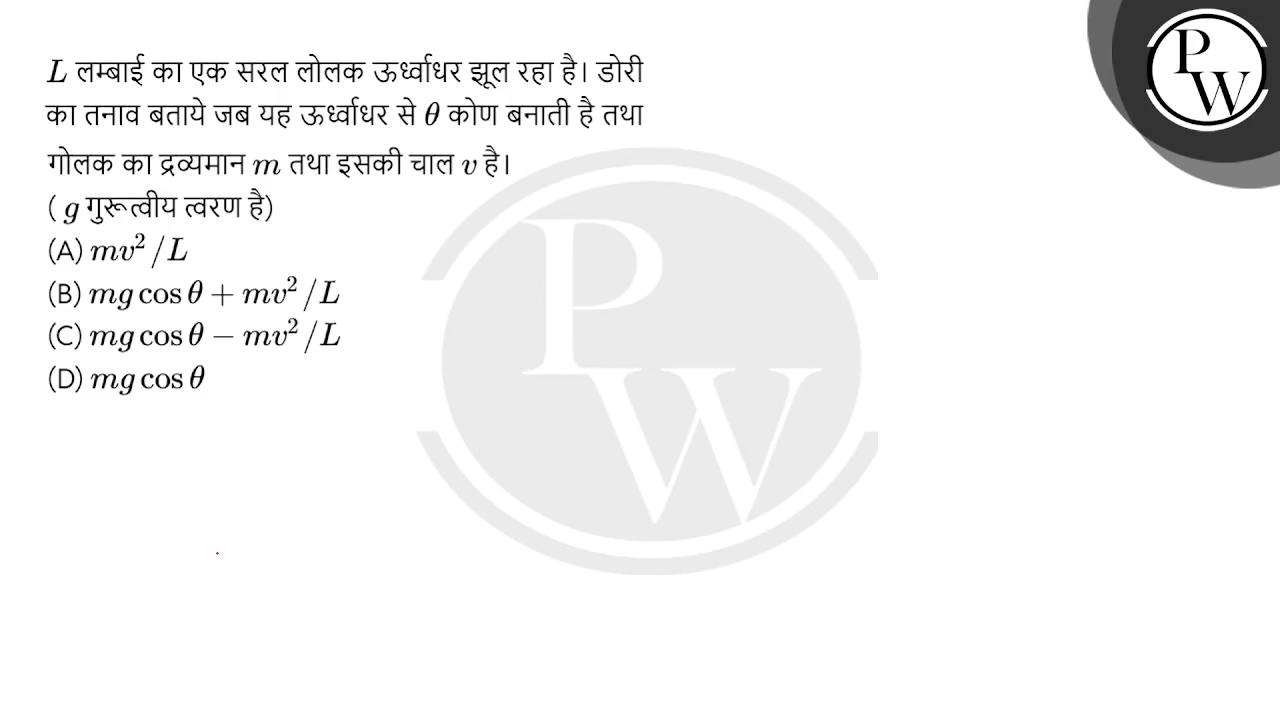 L लम्बाई का एक सरल लोलक ऊर्ध्वाधर झूल रहा है। डोरी
का तनाव बताये जब यह ऊर्ध्वाधर से θ कोण बनाती है तथा
गोलक का द्रव्यमान m तथा इसकी चाल v है।
( g गुरूत्वीय त्वरण है)
(A) mv² / L
(B) mg cos θ + mv² / L
(C) mg cos θ − mv² / L
(D) mg cos θ
PW
PW